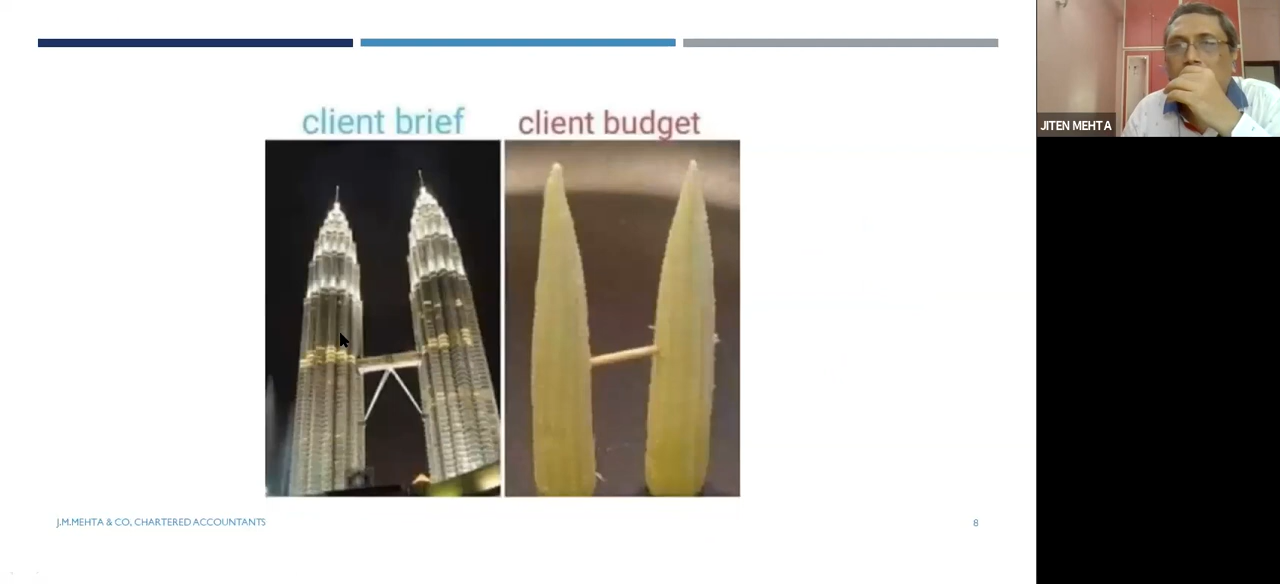 client brief
client budget
JITEN MEHTA
J.M.MEHTA & CO, CHARTERED ACCOUNTANTS
8